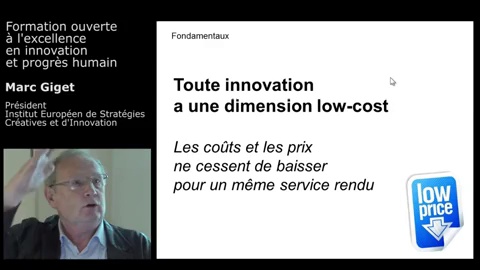 Formation ouverte
à l'excellence
en innovation
et progrès humain
Marc Giget
Président
Institut Européen de Stratégies
Créatives et d'Innovation
Fondamentaux
Toute innovation
a une dimension low-cost
Les coûts et les prix
ne cessent de baisser
pour un même service rendu
low
price